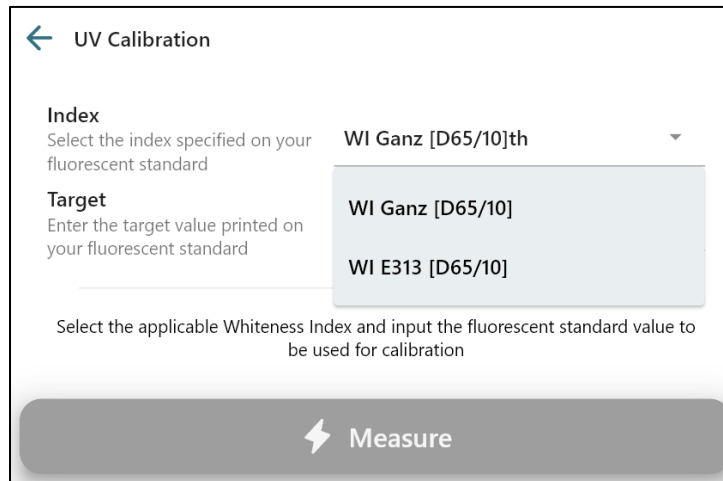 UV Calibration
Index
Select the index specified on your
fluorescent standard
WI Ganz [D65/10]th
Target
Enter the target value printed on
your fluorescent standard
WI Ganz [D65/10]
WI E313 [D65/10]
Select the applicable Whiteness Index and input the fluorescent standard value to
be used for calibration
Measure